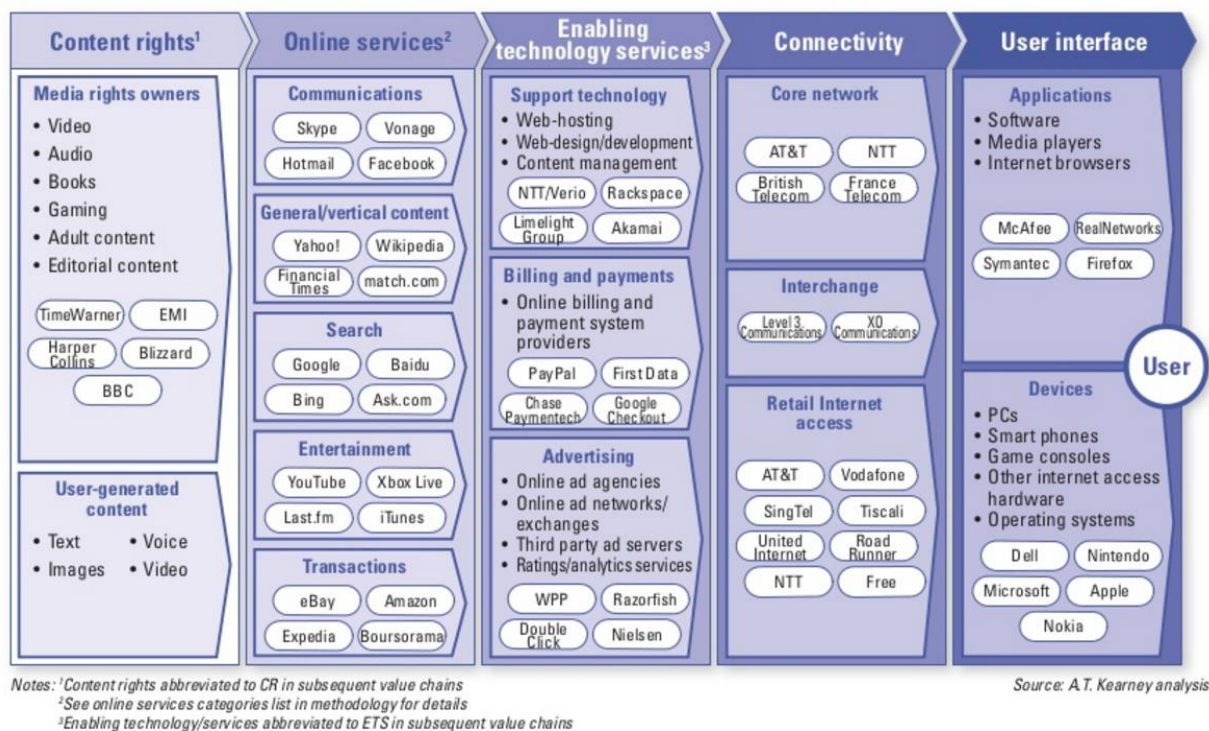 Content rights¹
Media rights owners
• Video
• Audio
• Books
• Gaming
• Adult content
• Editorial content
TimeWarner
EMI
Harper
Collins
Blizzard
BBC
User-generated
content
• Text
• Voice
• Images
• Video
Online services²
Communications
Skype
Vonage
Hotmail
Facebook
General/vertical content
Yahoo!
Wikipedia
Financial
Times
match.com
Search
Google
Baidu
Bing
Ask.com
Entertainment
YouTube
Xbox Live
Last.fm
iTunes
Transactions
eBay
Amazon
Expedia
Boursorama
Enabling
technology services³
Support technology
• Web-hosting
• Web-design/development
• Content management
NTT/Verio
Rackspace
Limelight
Group
Akamai
Billing and payments
• Online billing and
payment system
providers
PayPal
First Data
Chase
Paymentech
Google
Checkout
Advertising
• Online ad agencies
• Online ad networks/
exchanges
• Third party ad servers
• Ratings/analytics services
WPP
Razorfish
Double
Click
Nielsen
Connectivity
Core network
AT&T
NTT
British
Telecom
France
Telecom
Interchange
Level 3
Communications
XO
Communications
Retail Internet
access
AT&T
Vodafone
SingTel
Tiscali
United
Internet
Road
Runner
NTT
Free
User interface
Applications
• Software
• Media players
• Internet browsers
McAfee
RealNetworks
Symantec
Firefox
User
Devices
• PCs
• Smart phones
• Game consoles
• Other internet access
hardware
• Operating systems
Dell
Nintendo
Microsoft
Apple
Nokia
Notes: ¹Content rights abbreviated to CR in subsequent value chains
²See online services categories list in methodology for details
³Enabling technology/services abbreviated to ETS in subsequent value chains
Source: A.T. Kearney analysis